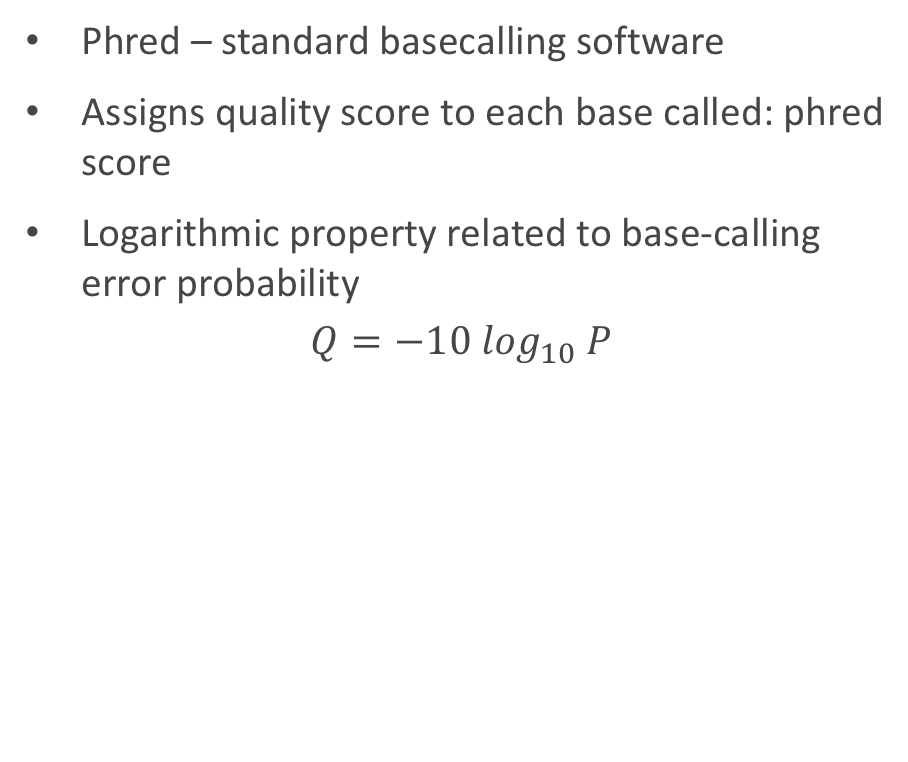 • Phred – standard basecalling software
• Assigns quality score to each base called: phred
score
• Logarithmic property related to base-calling
error probability
Q = −10 log₁₀ P